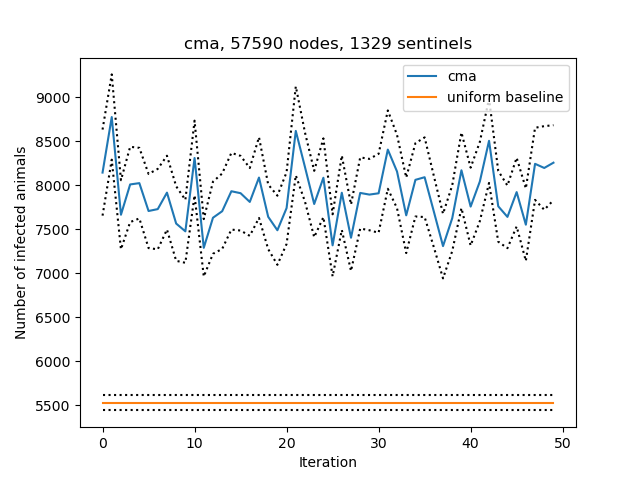 cma, 57590 nodes, 1329 sentinels
cma
uniform baseline
Number of infected animals
9000
8500
8000
7500
7000
6500
6000
5500
0 10 20 30 40 50
Iteration